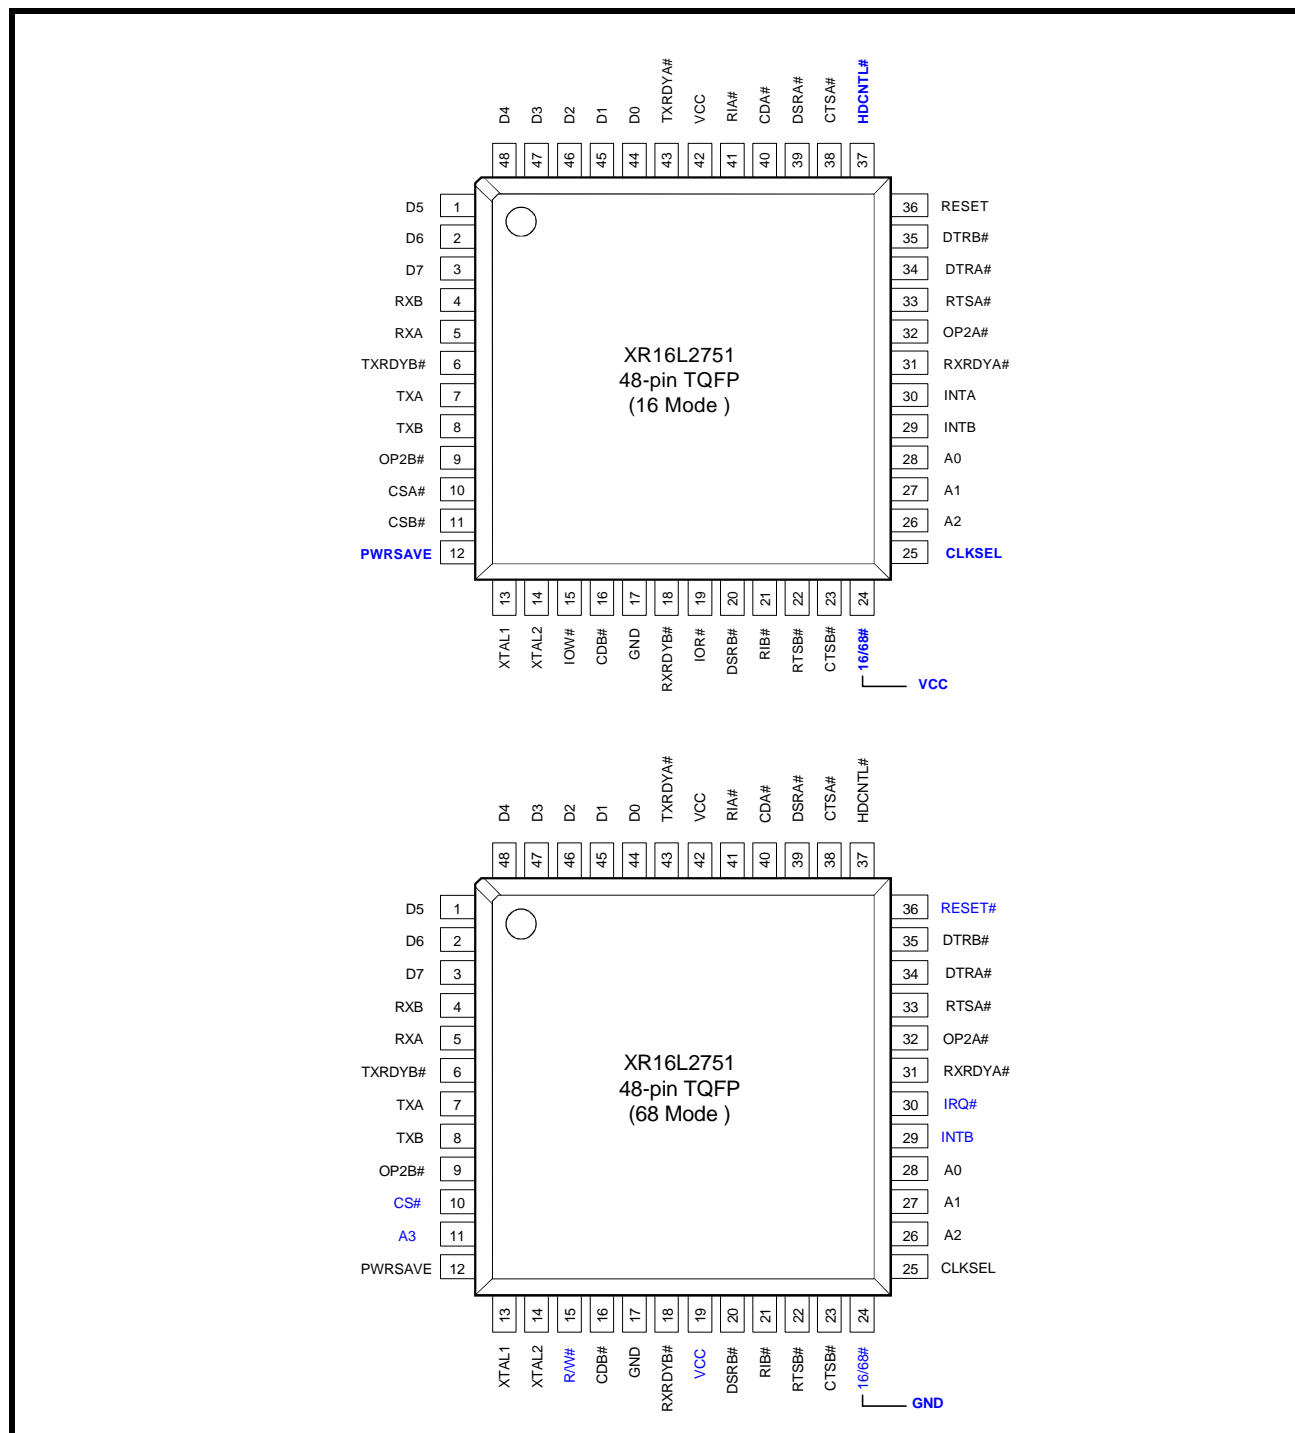 D4 D3 D2 D1 D0 TXRDYA# VCC RIA# CDA# DSRA# CTSA# HDCNTL#
48 47 46 45 44 43 42 41 40 39 38 37
D5 1 36 RESET
D6 2 35 DTRB#
D7 3 34 DTRA#
RXB 4 33 RTSA#
RXA 5 32 OP2A#
TXRDYB# 6 31 RXRDYA#
TXA 7 30 INTA
TXB 8 29 INTB
OP2B# 9 28 A0
CSA# 10 27 A1
CSB# 11 26 A2
PWRSAVE 12 25 CLKSEL
XR16L2751
48-pin TQFP
(16 Mode )
13 14 15 16 17 18 19 20 21 22 23 24
XTAL1 XTAL2 IOW# CDB# GND RXRDYB# IOR# DSRB# RIB# RTSB# CTSB# 16/68#
VCC
D4 D3 D2 D1 D0 TXRDYA# VCC RIA# CDA# DSRA# CTSA# HDCNTL#
48 47 46 45 44 43 42 41 40 39 38 37
D5 1 36 RESET#
D6 2 35 DTRB#
D7 3 34 DTRA#
RXB 4 33 RTSA#
RXA 5 32 OP2A#
TXRDYB# 6 31 RXRDYA#
TXA 7 30 IRQ#
TXB 8 29 INTB
OP2B# 9 28 A0
CS# 10 27 A1
A3 11 26 A2
PWRSAVE 12 25 CLKSEL
XR16L2751
48-pin TQFP
(68 Mode )
13 14 15 16 17 18 19 20 21 22 23 24
XTAL1 XTAL2 R/W# CDB# GND RXRDYB# VCC DSRB# RIB# RTSB# CTSB# 16/68#
GND